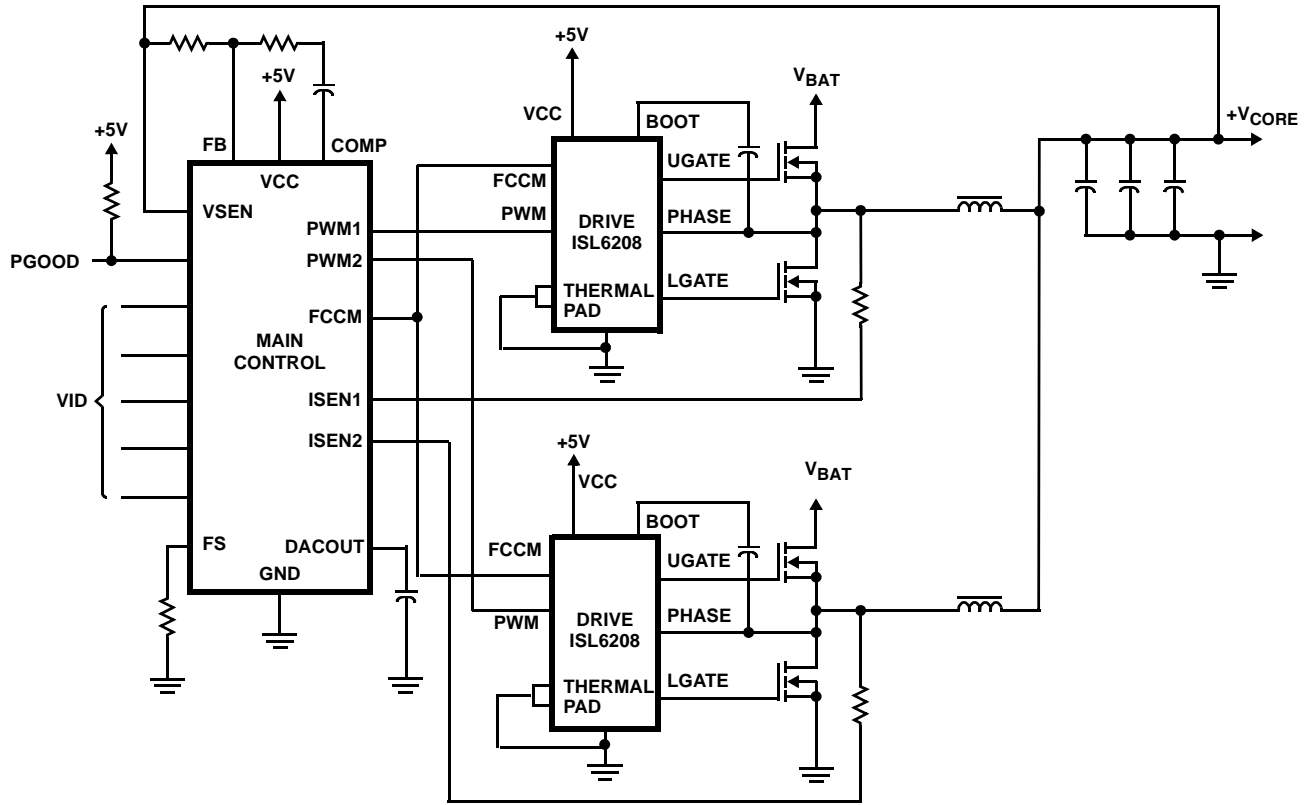 +5V
VBAT
+5V
VCC
BOOT
+VCORE
+5V
FB
COMP
UGATE
VCC
FCCM
VSEN
PWM
DRIVE
ISL6208
PHASE
PWM1
PGOOD
PWM2
THERMAL
PAD
LGATE
FCCM
MAIN
CONTROL
VID
ISEN1
ISEN2
+5V
VBAT
VCC
BOOT
FS
DACOUT
FCCM
UGATE
GND
PWM
DRIVE
ISL6208
PHASE
THERMAL
PAD
LGATE